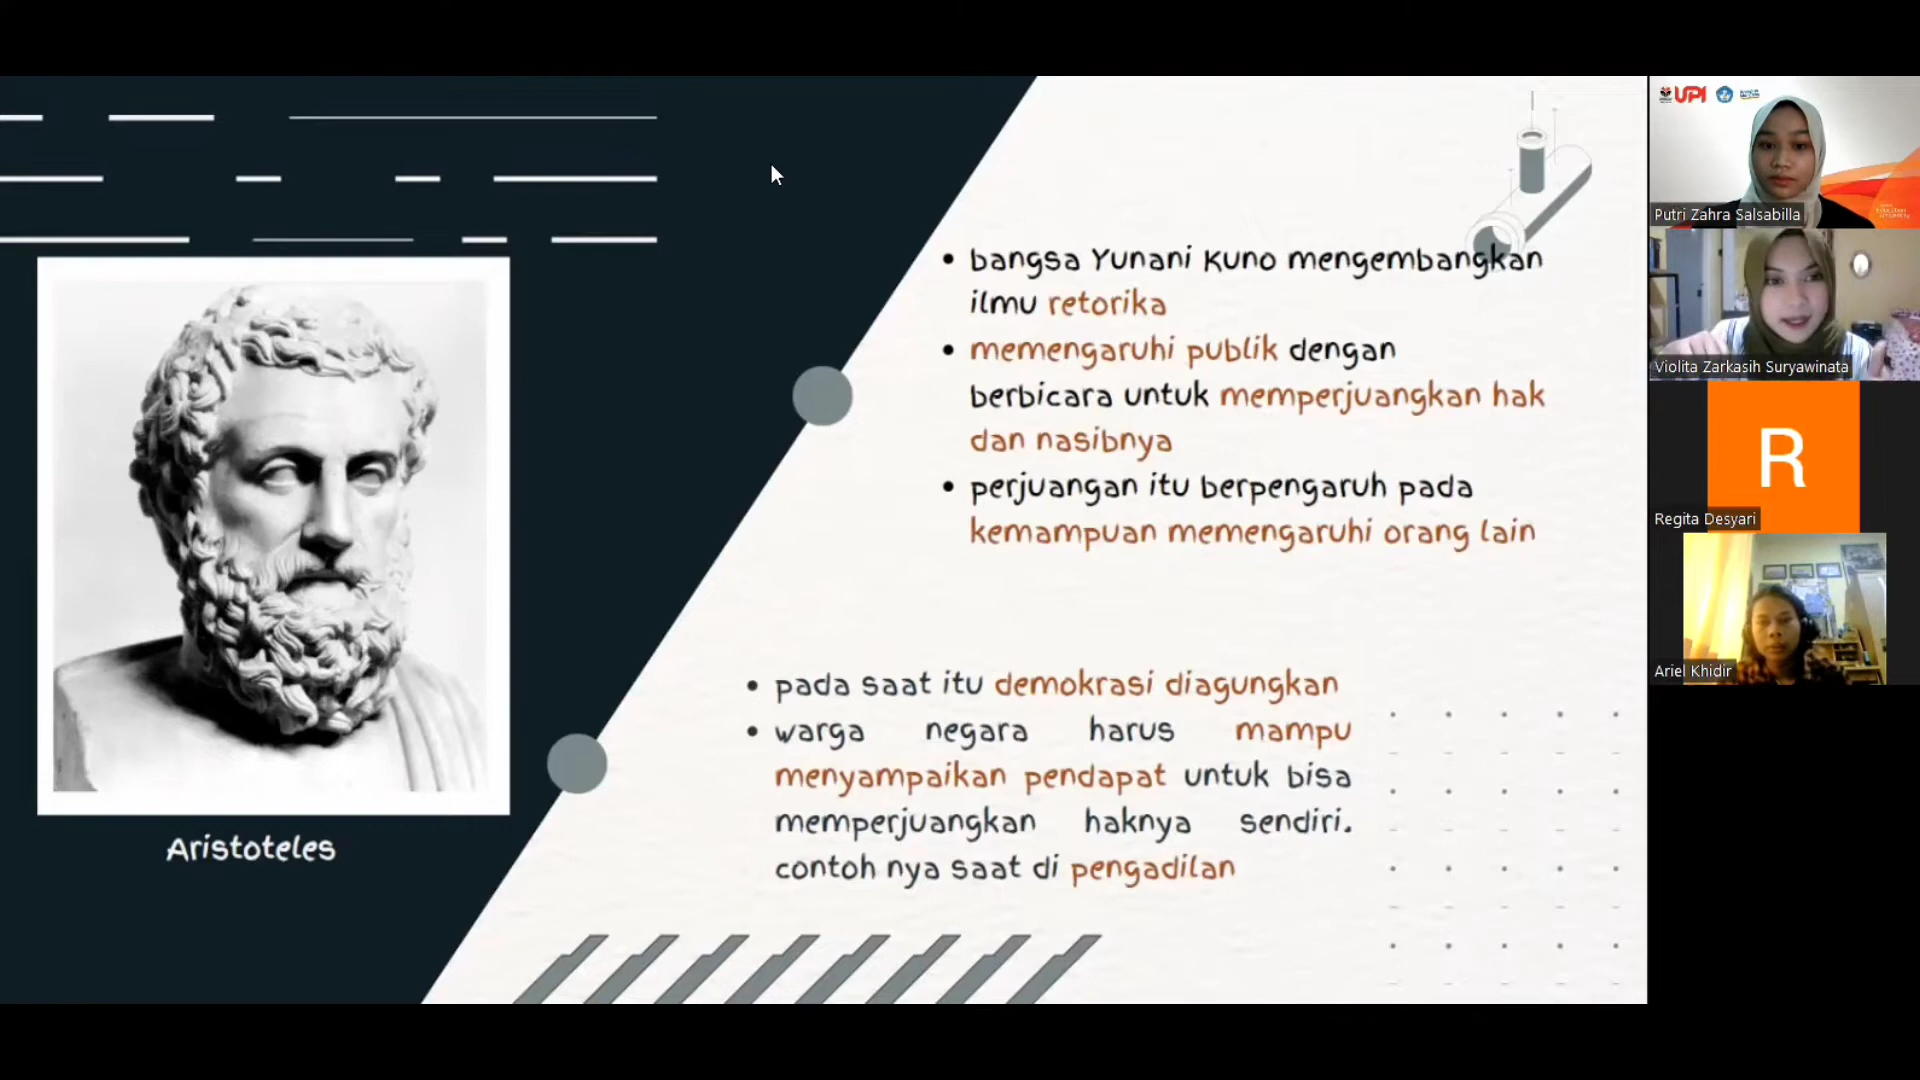 bangsa Yunani Kuno mengembangkan
ilmu retorika
memengaruhi publik dengan
berbicara untuk memperjuangkan hak
dan nasibnya
perjuangan itu berpengaruh pada
kemampuan memengaruhi orang lain
pada saat itu demokrasi diagungkan
warga negara harus mampu
menyampaikan pendapat untuk bisa
memperjuangkan haknya sendiri.
contoh nya saat di pengadilan
Aristoteles
UPI
Putri Zahra Salsabilla
Violita Zarkasih Suryawinata
R
Regita Desyari
Ariel Khidir